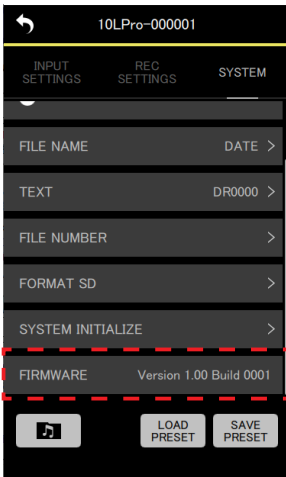 10LPro-000001
INPUT SETTINGS
REC SETTINGS
SYSTEM
FILE NAME DATE >
TEXT DR0000 >
FILE NUMBER >
FORMAT SD >
SYSTEM INITIALIZE >
FIRMWARE Version 1.00 Build 0001
LOAD PRESET
SAVE PRESET